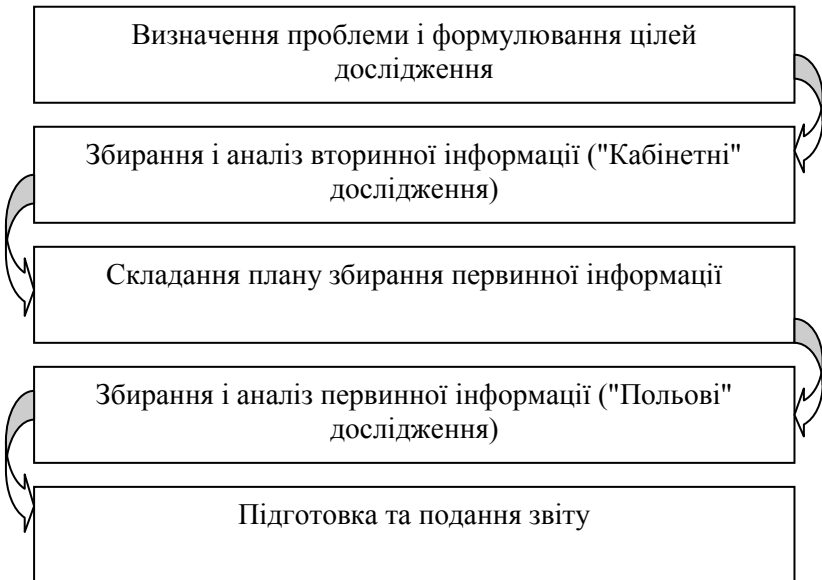 Визначення проблеми і формулювання цілей
дослідження
Збирання і аналіз вторинної інформації ("Кабінетні"
дослідження)
Складання плану збирання первинної інформації
Збирання і аналіз первинної інформації ("Польові"
дослідження)
Підготовка та подання звіту